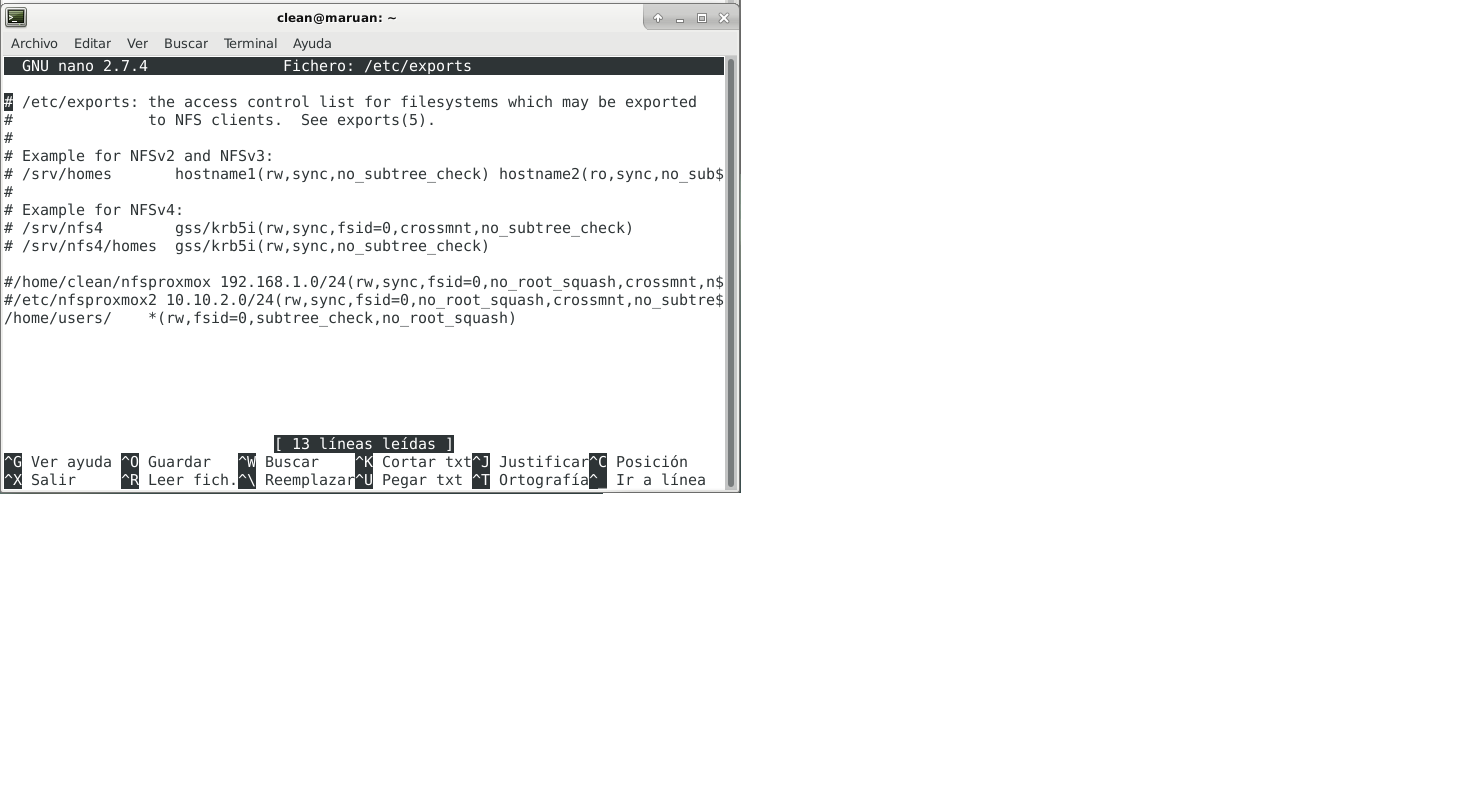 clean@maruan: ~
Archivo Editar Ver Buscar Terminal Ayuda
GNU nano 2.7.4 Fichero: /etc/exports
# /etc/exports: the access control list for filesystems which may be exported
# to NFS clients. See exports(5).
#
# Example for NFSv2 and NFSv3:
# /srv/homes hostname1(rw,sync,no_subtree_check) hostname2(ro,sync,no_sub$
#
# Example for NFSv4:
# /srv/nfs4 gss/krb5i(rw,sync,fsid=0,crossmnt,no_subtree_check)
# /srv/nfs4/homes gss/krb5i(rw,sync,no_subtree_check)
#/home/clean/nfsproxmox 192.168.1.0/24(rw,sync,fsid=0,no_root_squash,crossmnt,n$
#/etc/nfsproxmox2 10.10.2.0/24(rw,sync,fsid=0,no_root_squash,crossmnt,no_subtre$
/home/users/ *(rw,fsid=0,subtree_check,no_root_squash)
[ 13 líneas leídas ]
^G Ver ayuda ^O Guardar ^W Buscar ^K Cortar txt ^J Justificar ^C Posición
^X Salir ^R Leer fich. ^\ Reemplazar ^U Pegar txt ^T Ortografía ^_ Ir a línea